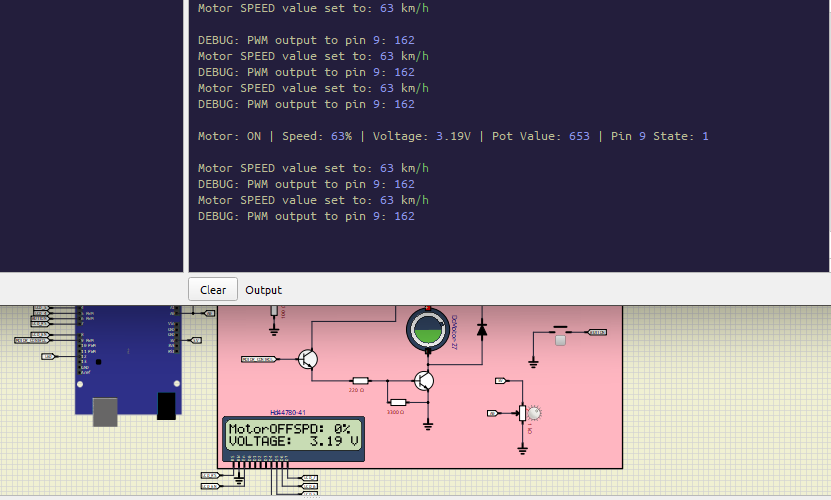 Motor SPEED value set to: 63 km/h
DEBUG: PWM output to pin 9: 162
Motor SPEED value set to: 63 km/h
DEBUG: PWM output to pin 9: 162
Motor SPEED value set to: 63 km/h
DEBUG: PWM output to pin 9: 162
Motor: ON | Speed: 63% | Voltage: 3.19V | Pot Value: 653 | Pin 9 State: 1
Motor SPEED value set to: 63 km/h
DEBUG: PWM output to pin 9: 162
Motor SPEED value set to: 63 km/h
DEBUG: PWM output to pin 9: 162
Clear Output
220 Ω
3300 Ω
Hd44780-41
MotorOFFSPD: 0%
VOLTAGE: 3.19 V